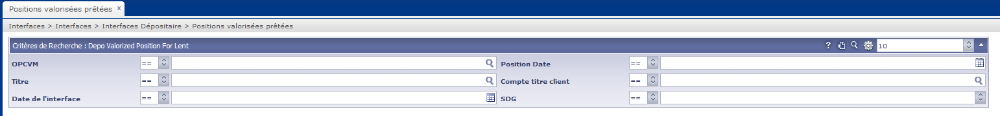 Positions valorisées prêtées x
Interfaces > Interfaces > Interfaces Dépositaire > Positions valorisées prêtées
Critères de Recherche : Depo Valorized Position For Lent ? 10
OPCVM == Position Date ==
Titre == Compte titre client ==
Date de l'interface == SDG ==